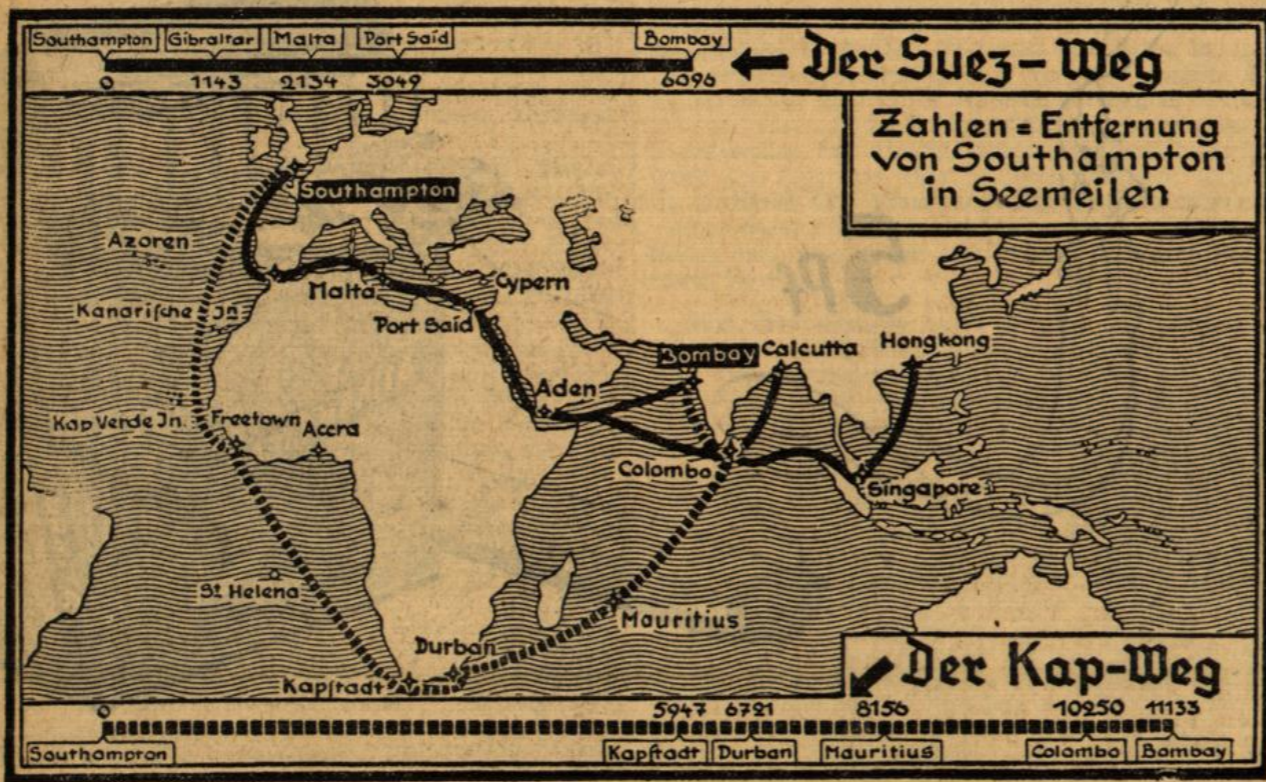 Southampton Gibraltar Malta Port Said Bombay
0 1143 2134 3049 6096
Der Suez-Weg
Zahlen = Entfernung
von Southampton
in Seemeilen
Southampton
Azoren
Malta
Cypern
Kanarische Jn
Port Said
Bombay
Calcutta
Hongkong
Aden
Kap Verde Jn.
Freetown
Accra
Colombo
Singapore
St Helena
Mauritius
Durban
Kapstadt
Der Kap-Weg
0 5947 6721 8156 10250 11133
Southampton Kapstadt Durban Mauritius Colombo Bombay